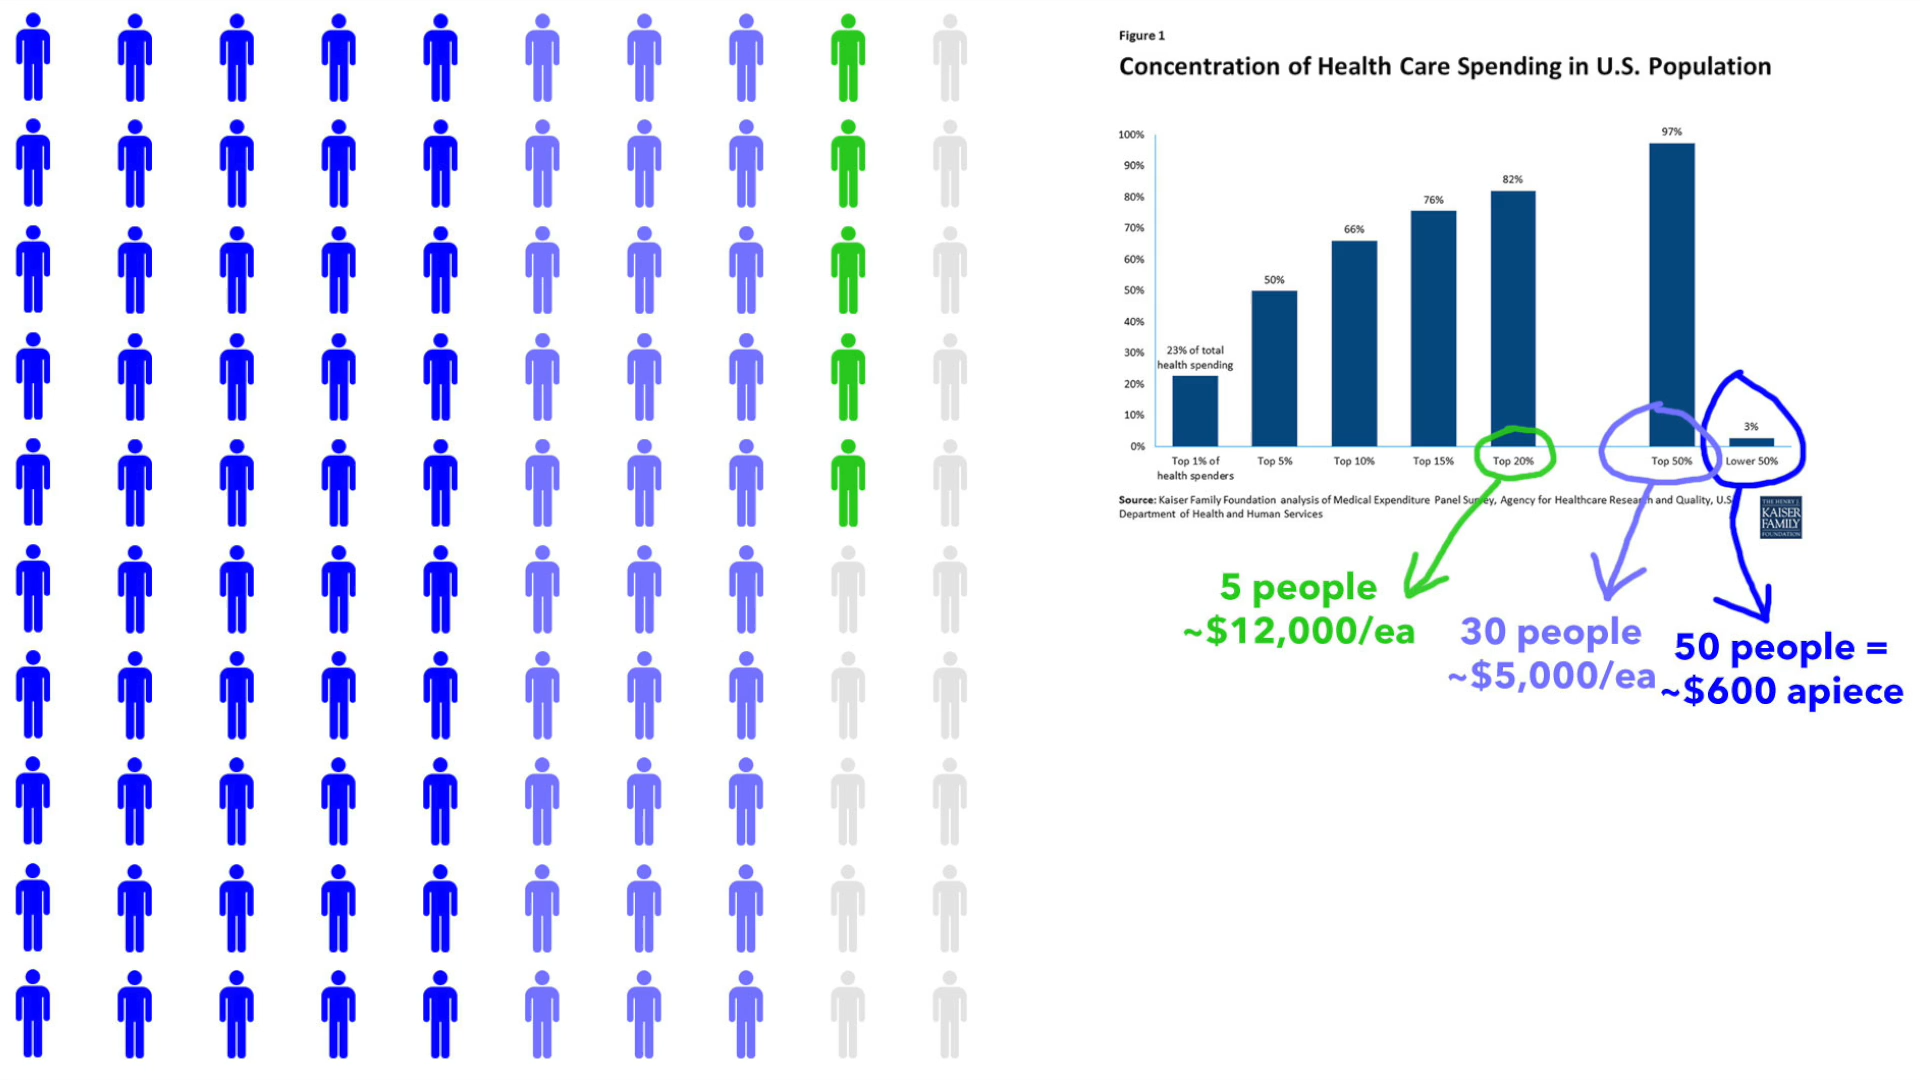 Figure 1
Concentration of Health Care Spending in U.S. Population
100%
90%
80%
70%
60%
50%
40%
30%
20%
10%
0%
23% of total
health spending
50%
66%
76%
82%
97%
3%
Top 1% of
health spenders
Top 5%
Top 10%
Top 15%
Top 20%
Top 50%
Lower 50%
Source: Kaiser Family Foundation analysis of Medical Expenditure Panel Survey, Agency for Healthcare Research and Quality, U.S.
Department of Health and Human Services
THE HENRY J.
KAISER
FAMILY
FOUNDATION
5 people
~$12,000/ea
30 people
~$5,000/ea
50 people =
~$600 apiece